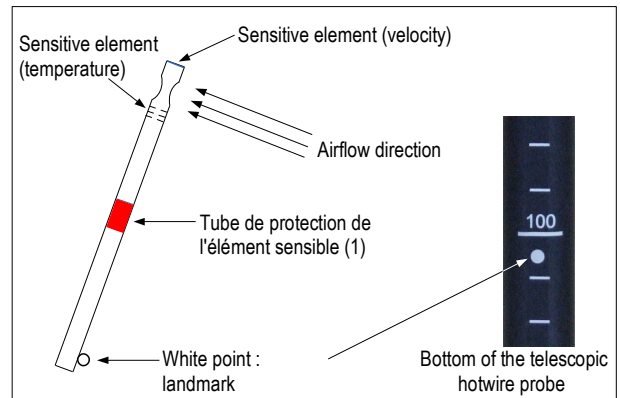 Sensitive element
(temperature)
Sensitive element (velocity)
Airflow direction
Tube de protection de
l'élément sensible (1)
100
White point :
landmark
Bottom of the telescopic
hotwire probe